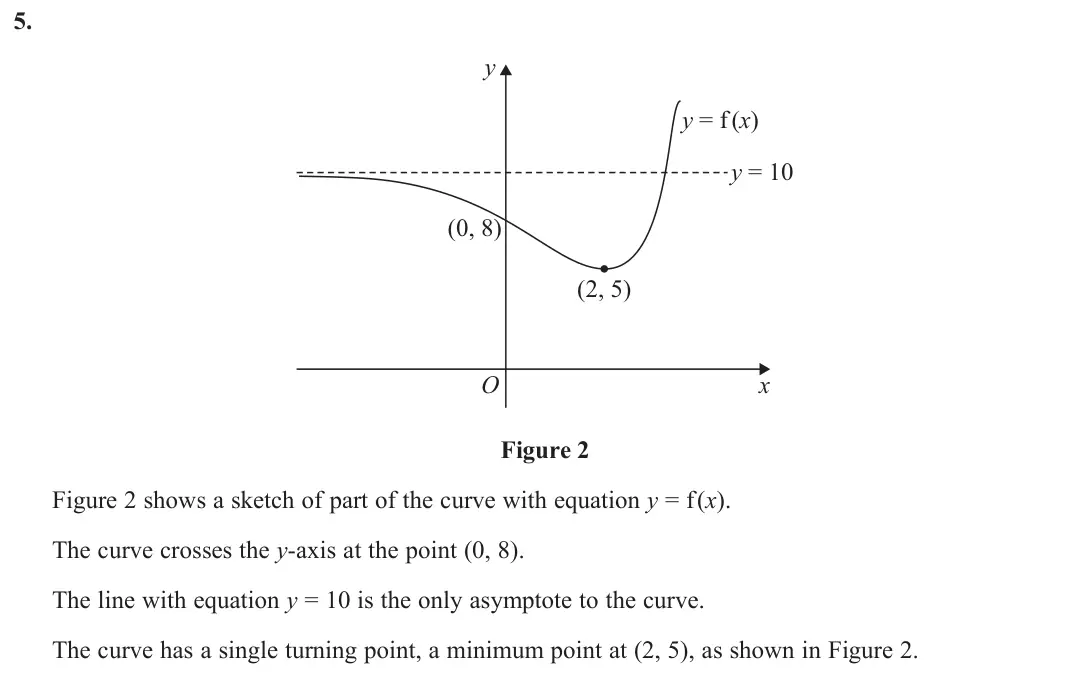 5.
y
y = f(x)
y = 10
(0, 8)
(2, 5)
O
x
Figure 2
Figure 2 shows a sketch of part of the curve with equation y = f(x).
The curve crosses the y-axis at the point (0, 8).
The line with equation y = 10 is the only asymptote to the curve.
The curve has a single turning point, a minimum point at (2, 5), as shown in Figure 2.